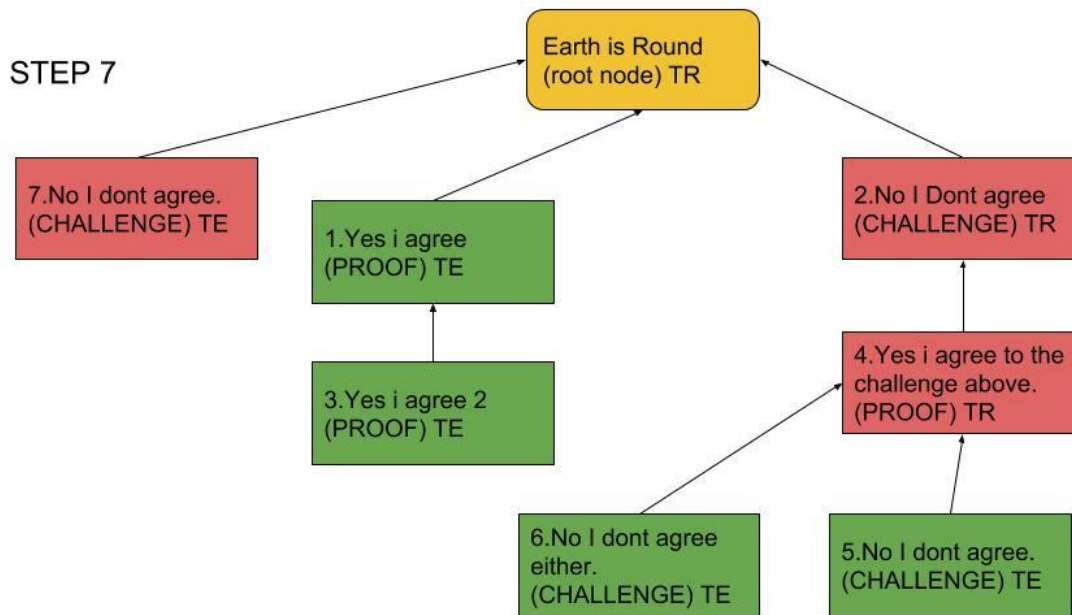 STEP 7
Earth is Round
(root node) TR
7.No I dont agree.
(CHALLENGE) TE
1.Yes i agree
(PROOF) TE
2.No I Dont agree
(CHALLENGE) TR
3.Yes i agree 2
(PROOF) TE
4.Yes i agree to the
challenge above.
(PROOF) TR
6.No I dont agree
either.
(CHALLENGE) TE
5.No I dont agree.
(CHALLENGE) TE